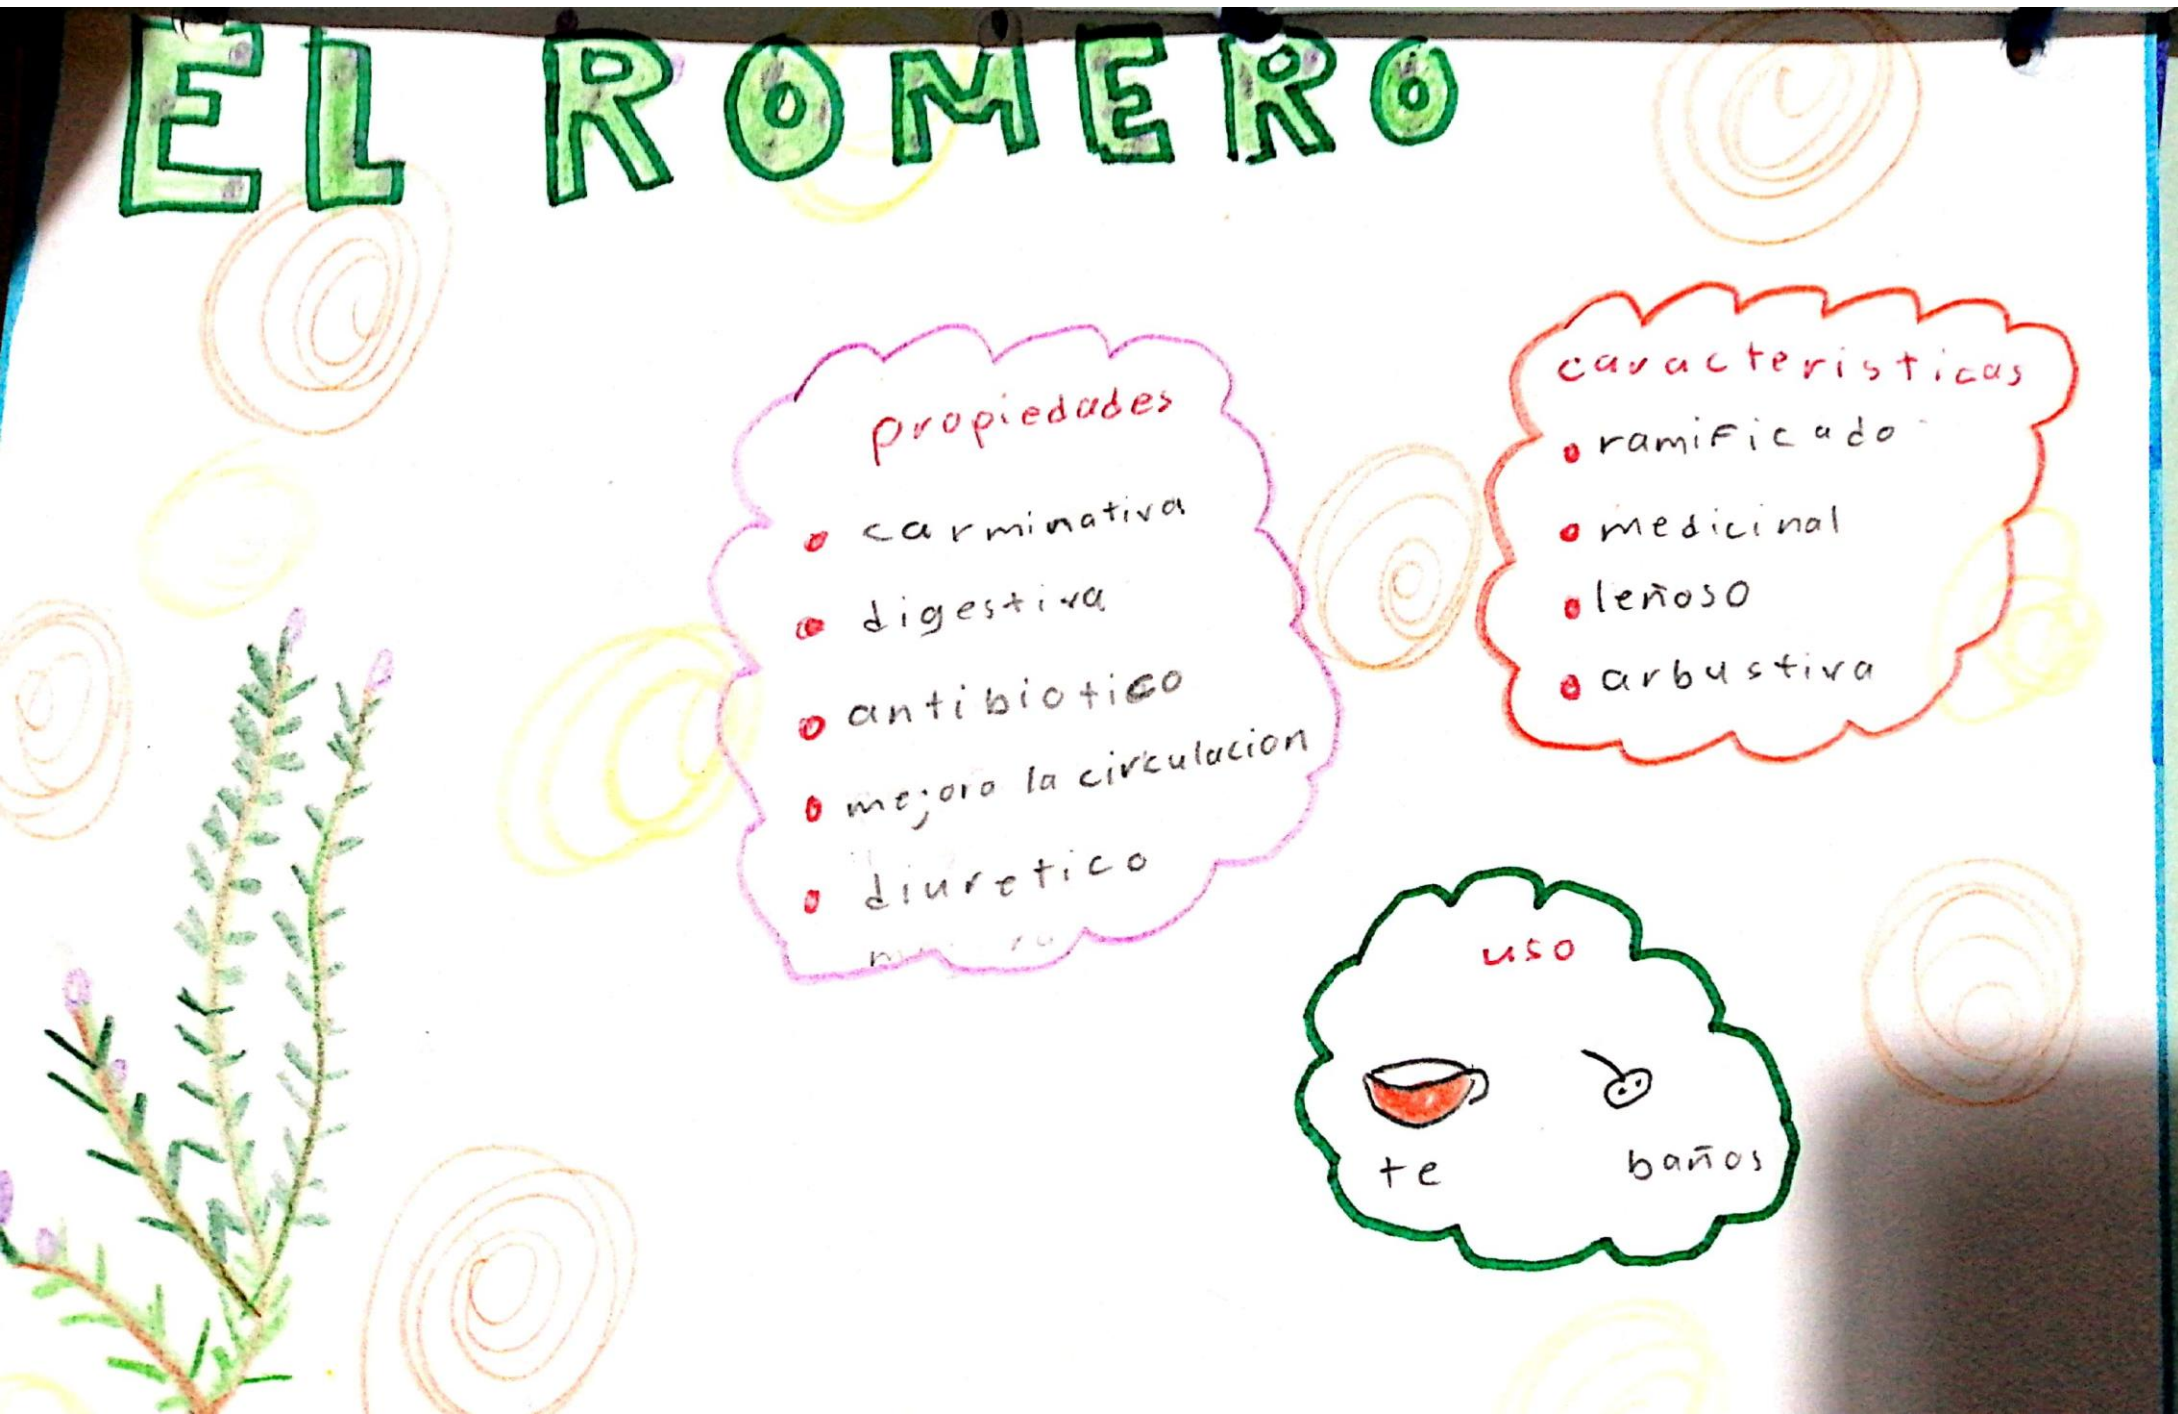 EL ROMERO
propiedades
carminativa
digestiva
antibiotico
mejora la circulacion
diuretico
caracteristicas
ramificado
medicinal
leñoso
arbustiva
uso
te
baños